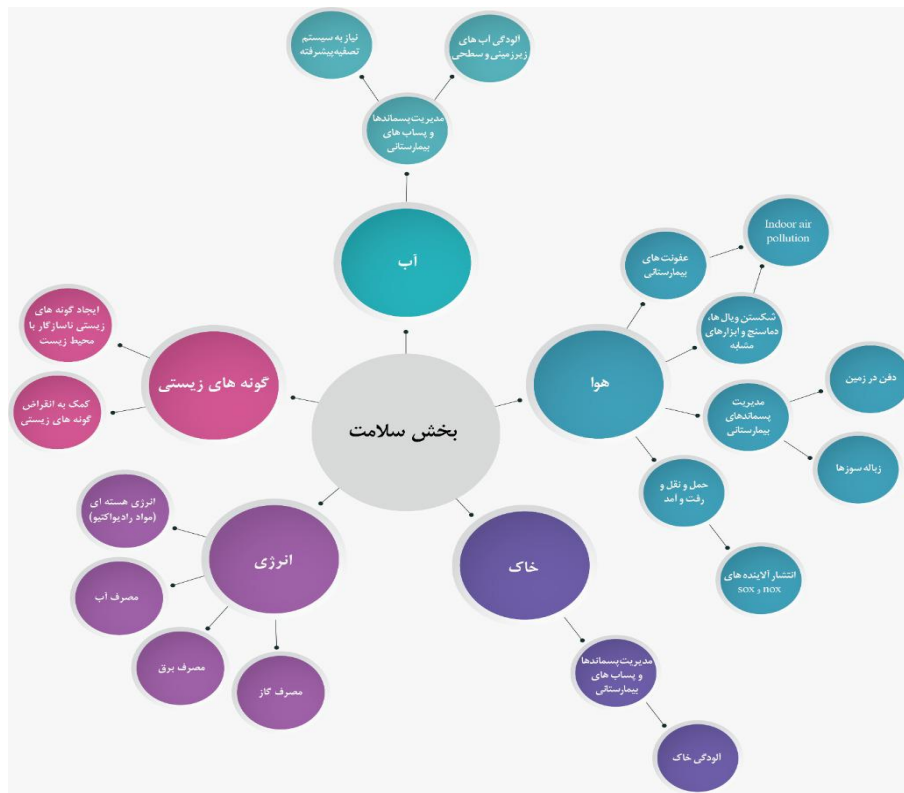 نیاز به سیستم
تصفیه پیشرفته
آلودگی آب های
زیرزمینی و سطحی
مدیریت پسماندها
و پساب های
بیمارستانی
آب
Indoor air
pollution
عفونت های
بیمارستانی
شکستن ویال ها،
دماسنج و ابزارهای
مشابه
هوا
دفن در زمین
مدیریت
پسماندهای
بیمارستانی
زباله سوزها
حمل و نقل و
رفت و آمد
انتشار آلاینده های
nox و sox
ایجاد گونه های
زیستی ناسازگار با
محیط زیست
گونه های زیستی
کمک به انقراض
گونه های زیستی
بخش سلامت
انرژی هسته ای
(مواد رادیواکتیو)
انرژی
مصرف آب
مصرف برق
مصرف گاز
خاک
مدیریت پسماندها
و پساب های
بیمارستانی
آلودگی خاک